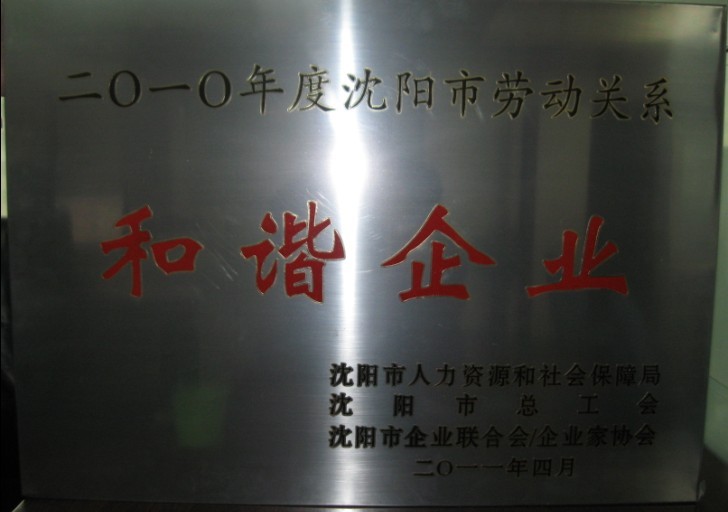 二〇一〇年度沈阳市劳动关系
和谐企业
沈阳市人力资源和社会保障局
沈阳市总工会
沈阳市企业联合会/企业家协会
二〇一一年四月